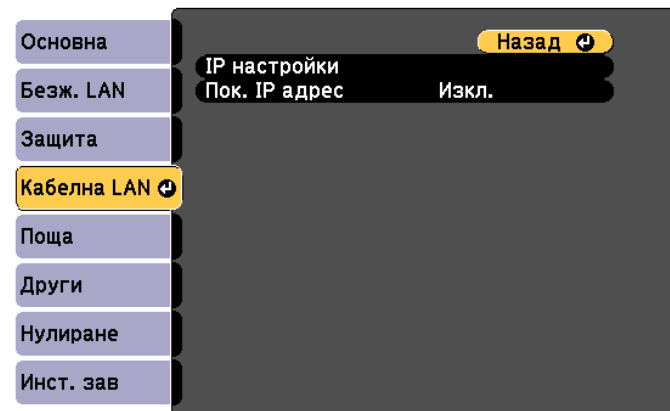 Основна
Безж. LAN
Защита
Кабелна LAN
Поща
Други
Нулиране
Инст. зав
Назад
IP настройки
Пок. IP адрес Изкл.